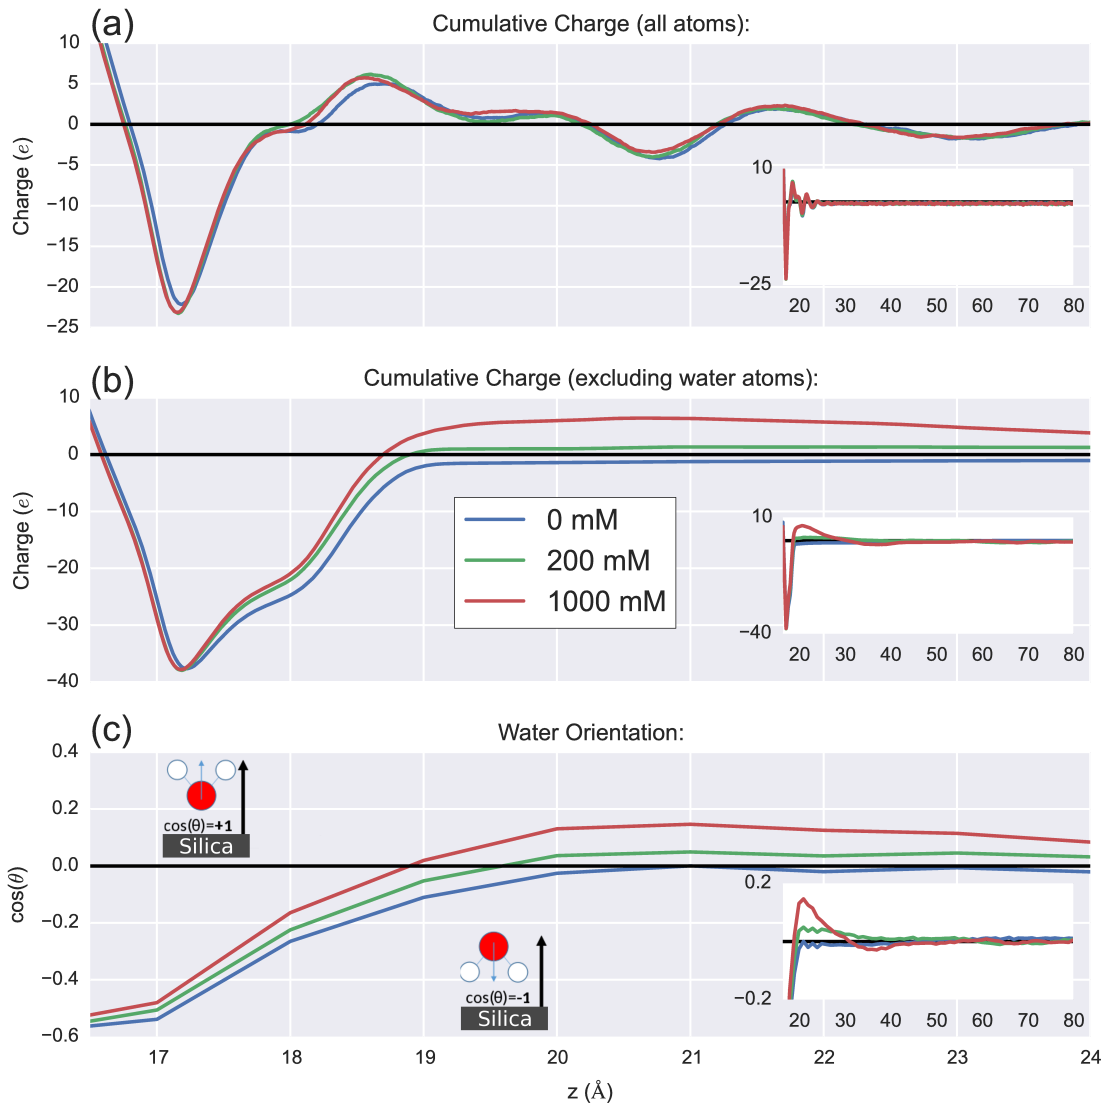 (a)
Cumulative Charge (all atoms):
10
5
0
−5
−10
−15
−20
−25
Charge (e)
10
−25
20 30 40 50 60 70 80
(b)
Cumulative Charge (excluding water atoms):
10
0
−10
−20
−30
−40
Charge (e)
0 mM
200 mM
1000 mM
10
−40
20 30 40 50 60 70 80
(c)
Water Orientation:
0.4
0.2
0.0
−0.2
−0.4
−0.6
cos(θ)
cos(θ)=+1
Silica
cos(θ)=-1
Silica
0.2
−0.2
20 30 40 50 60 70 80
17 18 19 20 21 22 23 24
z (Å)